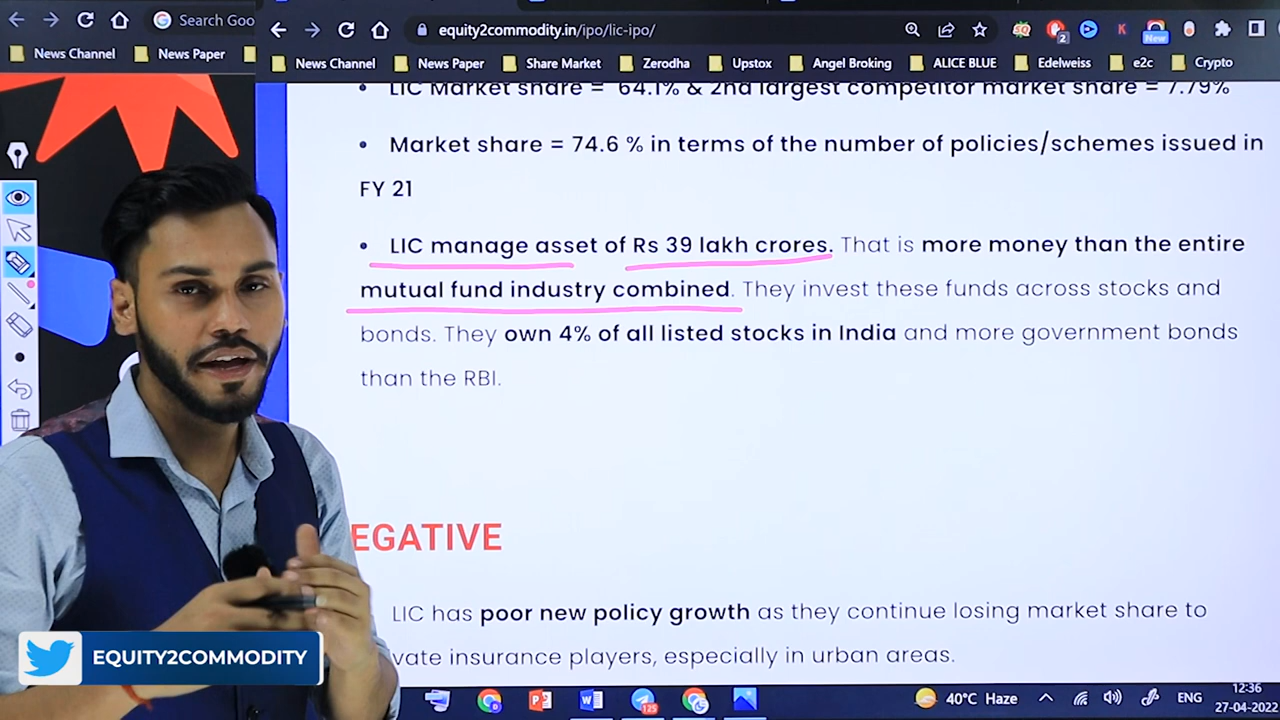 Search Goo
equity2commodity.in/ipo/lic-ipo/
2
New
News Channel
News Paper
News Channel
News Paper
Share Market
Zerodha
Upstox
Angel Broking
ALICE BLUE
Edelweiss
e2c
Crypto
• LIC Market share = 64.1% & 2nd largest competitor market share = 7.79%
• Market share = 74.6 % in terms of the number of policies/schemes issued in
FY 21
• LIC manage asset of Rs 39 lakh crores. That is more money than the entire
mutual fund industry combined. They invest these funds across stocks and
bonds. They own 4% of all listed stocks in India and more government bonds
than the RBI.
EGATIVE
LIC has poor new policy growth as they continue losing market share to
vate insurance players, especially in urban areas.
EQUITY2COMMODITY
125
40°C Haze
ENG
12:36
27-04-2022